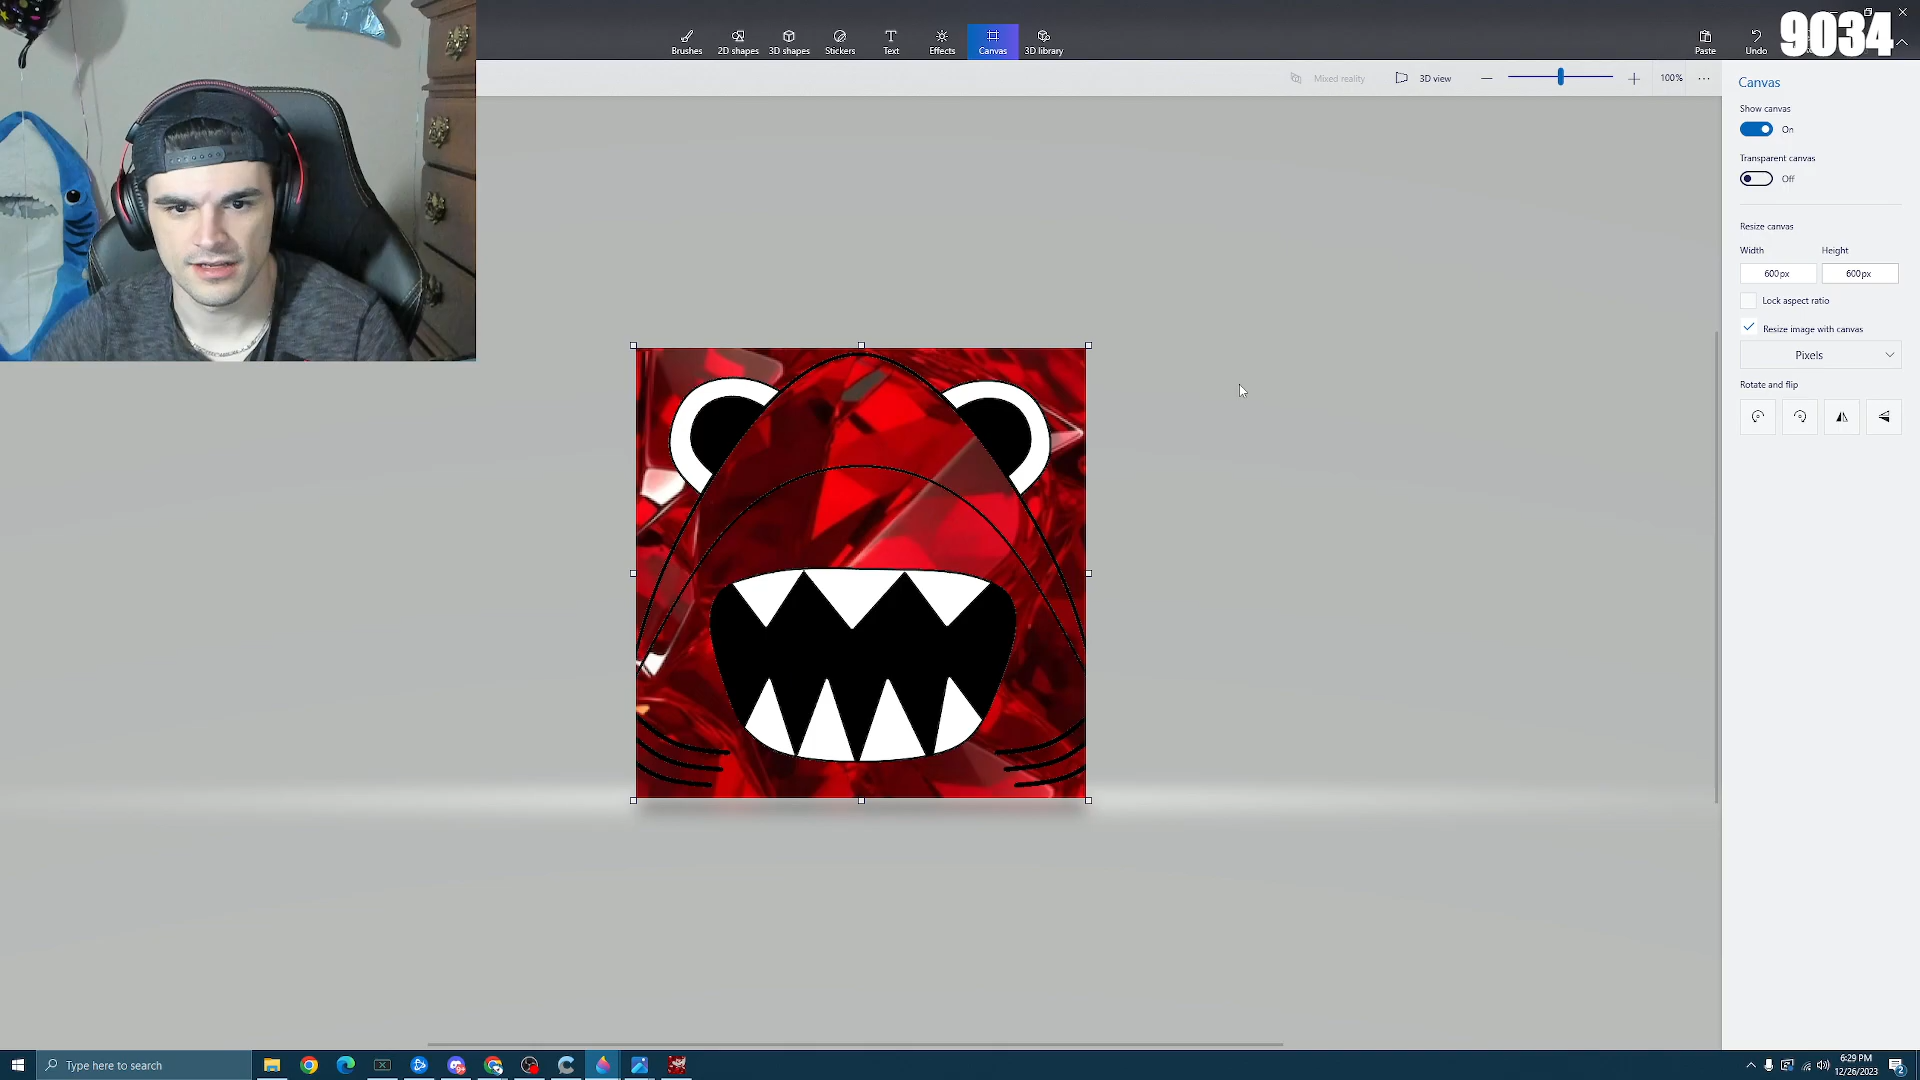 Brushes 2D shapes 3D shapes Stickers Text Effects Canvas 3D library Paste Undo
9034
Mixed reality 3D view 100%
Canvas
Show canvas
On
Transparent canvas
Off
Resize canvas
Width Height
600px 600px
Lock aspect ratio
Resize image with canvas
Pixels
Rotate and flip
Type here to search
6:29 PM
12/26/2023